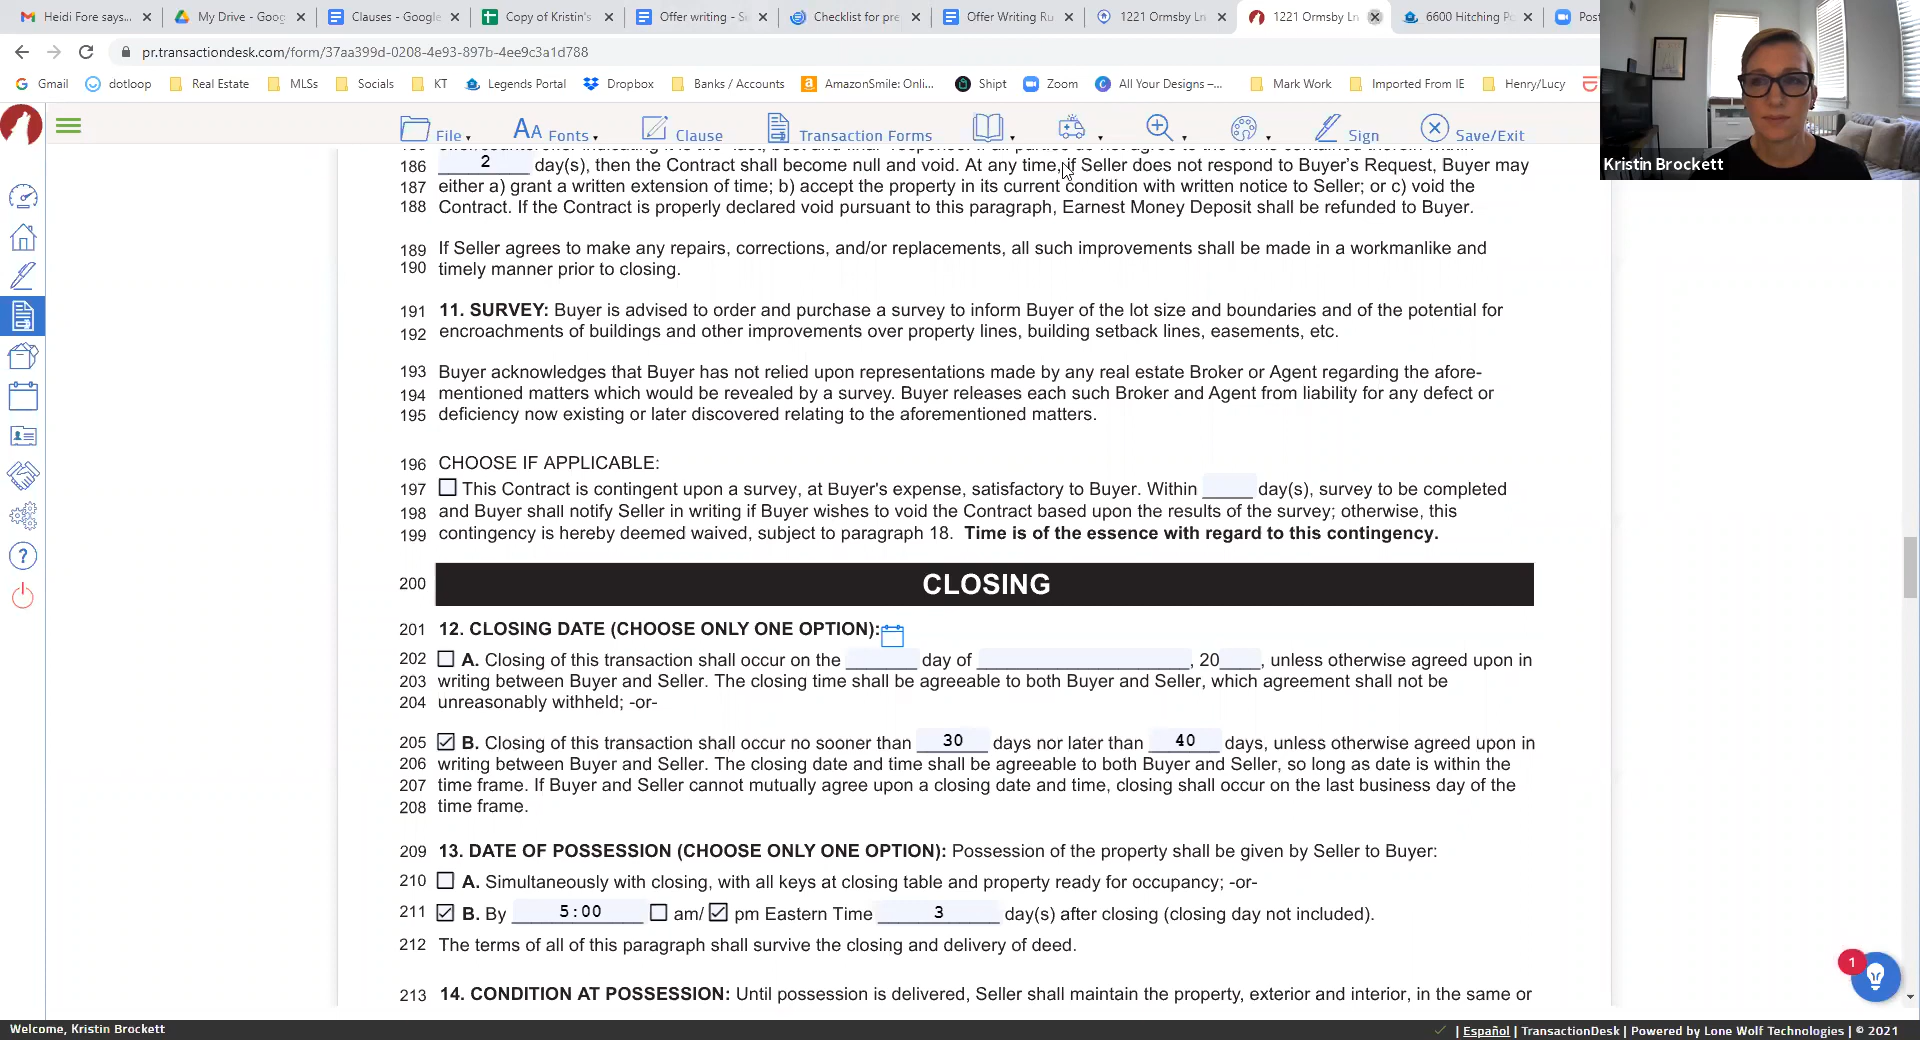 Heidi Fore says...
My Drive - Goog
Clauses - Google
Copy of Kristin's
Offer writing - S
Checklist for pre
Offer Writing Ru
1221 Ormsby Ln
1221 Ormsby Ln
6600 Hitching P
Post
pr.transactiondesk.com/form/37aa399d-0208-4e93-897b-4ee9c3a1d788
Gmail dotloop Real Estate MLSs Socials KT Legends Portal Dropbox Banks / Accounts AmazonSmile: Onli... Shipt Zoom All Your Designs –... Mark Work Imported From IE Henry/Lucy
File Fonts Clause Transaction Forms Sign Save/Exit
Kristin Brockett
186 2 day(s), then the Contract shall become null and void. At any time, if Seller does not respond to Buyer's Request, Buyer may
187 either a) grant a written extension of time; b) accept the property in its current condition with written notice to Seller; or c) void the
188 Contract. If the Contract is properly declared void pursuant to this paragraph, Earnest Money Deposit shall be refunded to Buyer.
189 If Seller agrees to make any repairs, corrections, and/or replacements, all such improvements shall be made in a workmanlike and
190 timely manner prior to closing.
191 11. SURVEY: Buyer is advised to order and purchase a survey to inform Buyer of the lot size and boundaries and of the potential for
192 encroachments of buildings and other improvements over property lines, building setback lines, easements, etc.
193 Buyer acknowledges that Buyer has not relied upon representations made by any real estate Broker or Agent regarding the afore-
194 mentioned matters which would be revealed by a survey. Buyer releases each such Broker and Agent from liability for any defect or
195 deficiency now existing or later discovered relating to the aforementioned matters.
196 CHOOSE IF APPLICABLE:
197 This Contract is contingent upon a survey, at Buyer's expense, satisfactory to Buyer. Within ____ day(s), survey to be completed
198 and Buyer shall notify Seller in writing if Buyer wishes to void the Contract based upon the results of the survey; otherwise, this
199 contingency is hereby deemed waived, subject to paragraph 18. Time is of the essence with regard to this contingency.
200 CLOSING
201 12. CLOSING DATE (CHOOSE ONLY ONE OPTION):
202 A. Closing of this transaction shall occur on the ____ day of ____, 20____, unless otherwise agreed upon in
203 writing between Buyer and Seller. The closing time shall be agreeable to both Buyer and Seller, which agreement shall not be
204 unreasonably withheld; -or-
205 B. Closing of this transaction shall occur no sooner than 30 days nor later than 40 days, unless otherwise agreed upon in
206 writing between Buyer and Seller. The closing date and time shall be agreeable to both Buyer and Seller, so long as date is within the
207 time frame. If Buyer and Seller cannot mutually agree upon a closing date and time, closing shall occur on the last business day of the
208 time frame.
209 13. DATE OF POSSESSION (CHOOSE ONLY ONE OPTION): Possession of the property shall be given by Seller to Buyer:
210 A. Simultaneously with closing, with all keys at closing table and property ready for occupancy; -or-
211 B. By 5:00 am/ pm Eastern Time 3 day(s) after closing (closing day not included).
212 The terms of all of this paragraph shall survive the closing and delivery of deed.
1
213 14. CONDITION AT POSSESSION: Until possession is delivered, Seller shall maintain the property, exterior and interior, in the same or
Welcome, Kristin Brockett
| Español | TransactionDesk | Powered by Lone Wolf Technologies | © 2021